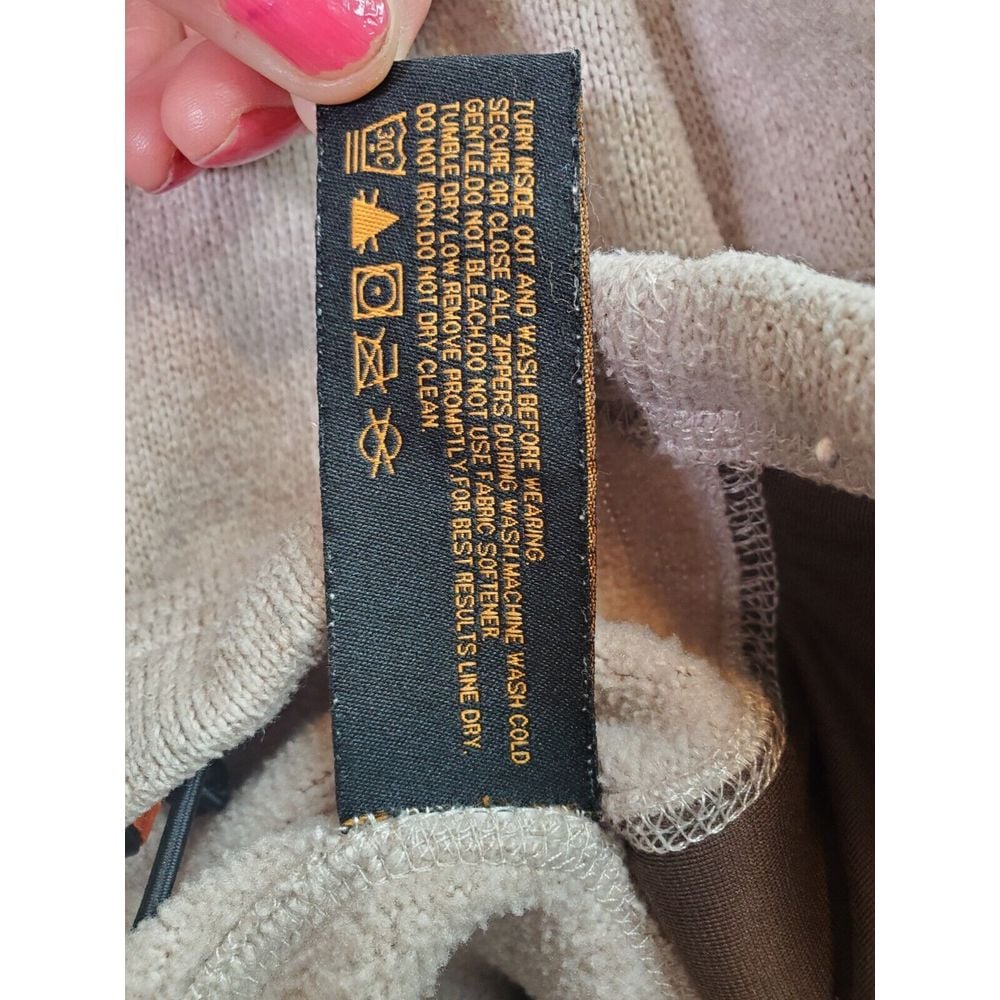 30C
TURN INSIDE OUT AND WASH BEFORE WEARING
SECURE OR CLOSE ALL ZIPPERS DURING WASH,MACHINE WASH COLD
GENTLE.DO NOT BLEACH.DO NOT USE FABRIC SOFTENER
TUMBLE DRY LOW.REMOVE PROMPTLY,FOR BEST RESULTS,LINE DRY.
DO NOT IRON.DO NOT DRY CLEAN